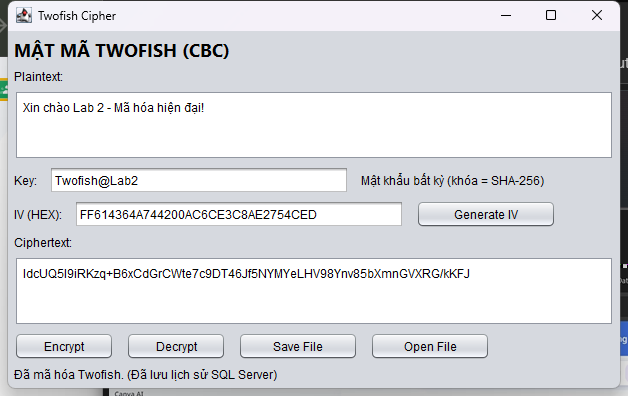 Twofish Cipher
MẬT MÃ TWOFISH (CBC)
Plaintext:
Xin chào Lab 2 - Mã hóa hiện đại!
Key: Twofish@Lab2 Mật khẩu bất kỳ (khóa = SHA-256)
IV (HEX): FF614364A744200AC6CE3C8AE2754CED Generate IV
Ciphertext:
IdcUQ5I9iRKzq+B6xCdGrCWte7c9DT46Jf5NYMYeLHV98Ynv85bXmnGVXRG/kKFJ
Encrypt Decrypt Save File Open File
Đã mã hóa Twofish. (Đã lưu lịch sử SQL Server)
Canva AI